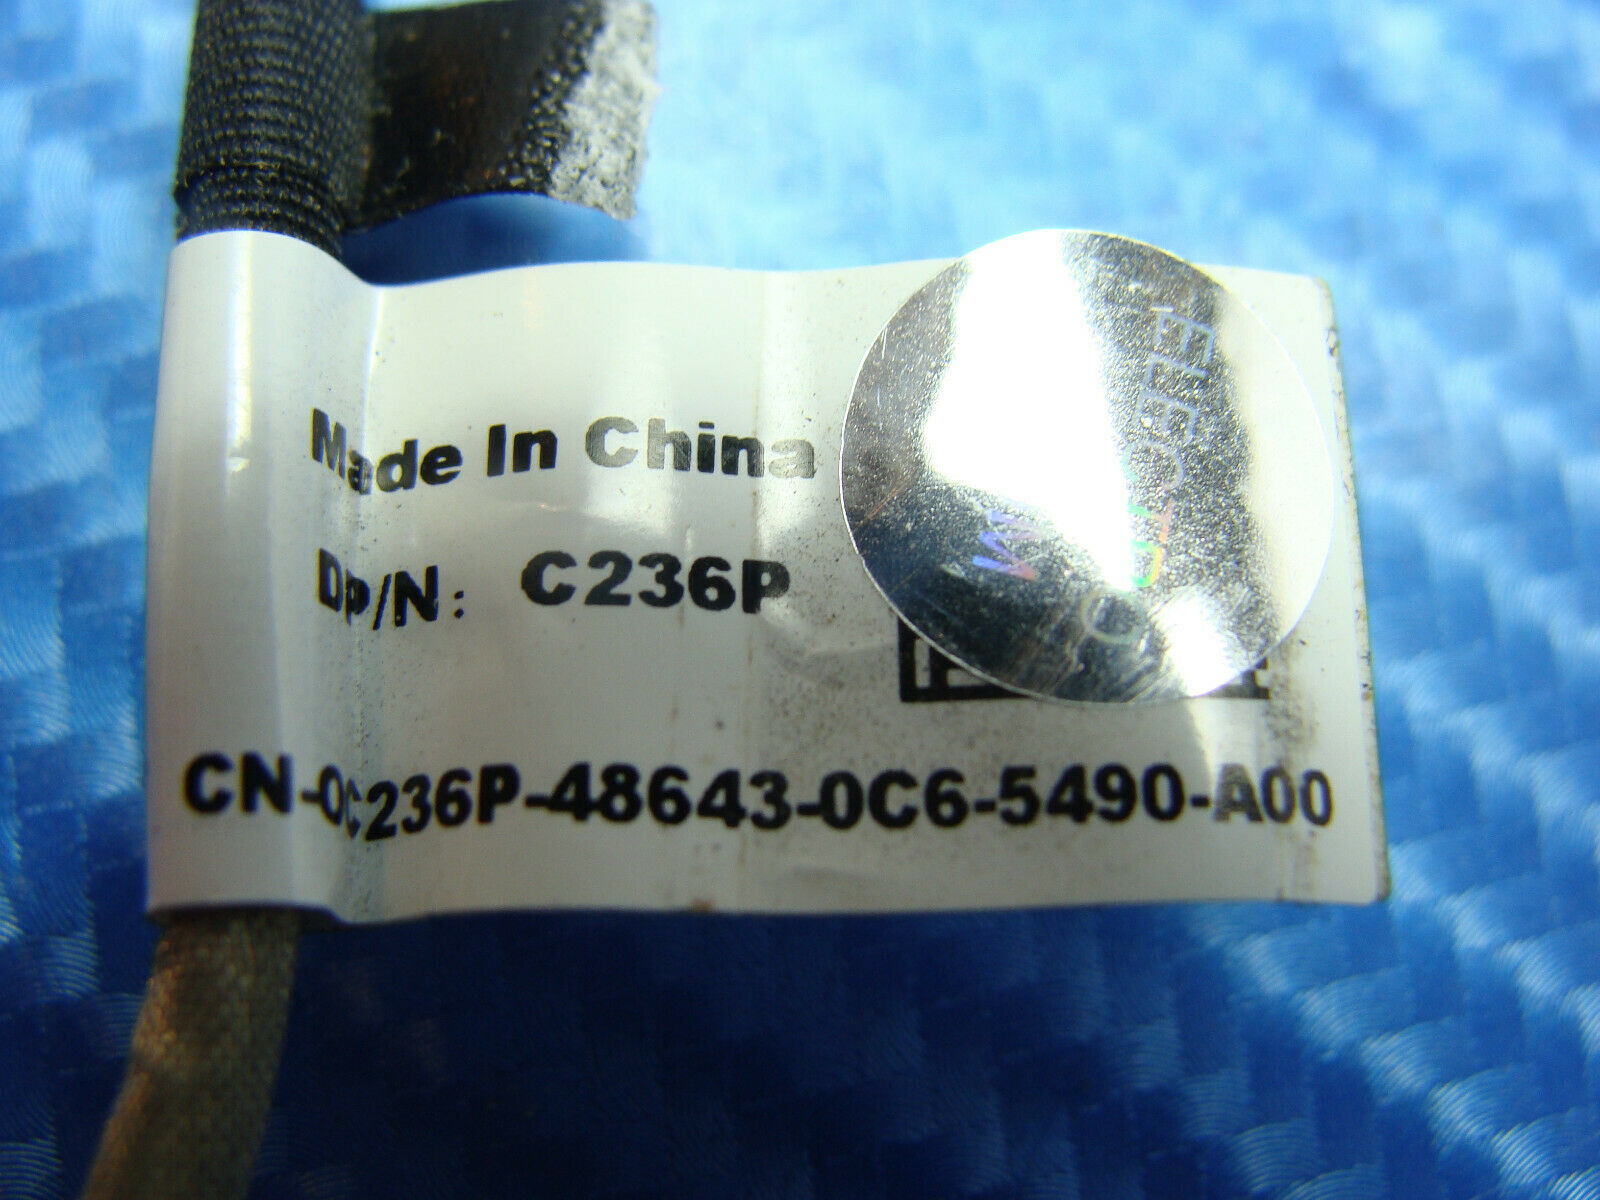 Made In China
DP/N: C236P
CN-0C236P-48643-0C6-5490-A00